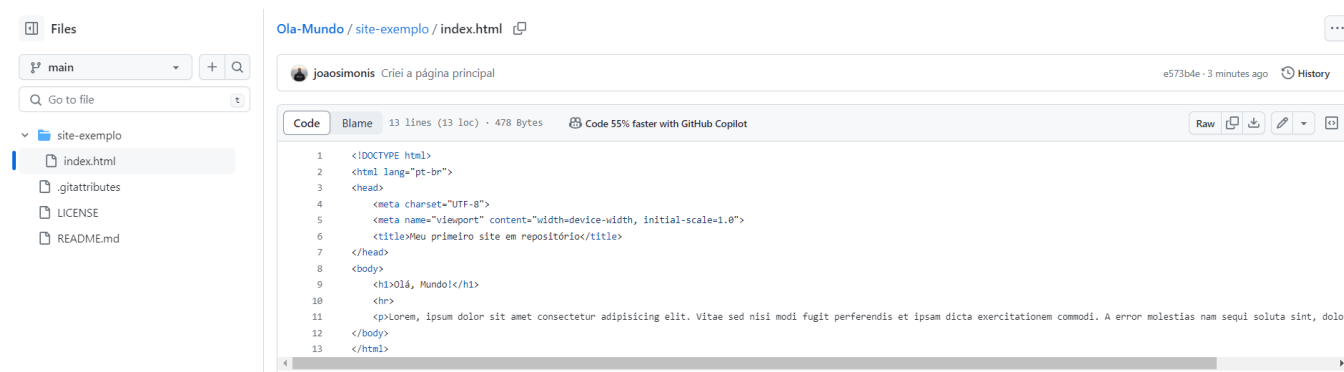 Files
main
Go to file
t
site-exemplo
index.html
.gitattributes
LICENSE
README.md
Ola-Mundo / site-exemplo / index.html
joaosimonis Criei a página principal
e573b4e · 3 minutes ago
History
Code Blame 13 lines (13 loc) · 478 Bytes
Code 55% faster with GitHub Copilot
Raw
1 <!DOCTYPE html>
2 <html lang="pt-br">
3 <head>
4 <meta charset="UTF-8">
5 <meta name="viewport" content="width=device-width, initial-scale=1.0">
6 <title>Meu primeiro site em repositório</title>
7 </head>
8 <body>
9 <h1>Olá, Mundo!</h1>
10 <hr>
11 <p>Lorem, ipsum dolor sit amet consectetur adipisicing elit. Vitae sed nisi modi fugit perferendis et ipsam dicta exercitationem commodi. A error molestias nam sequi soluta sint, dolo
12 </body>
13 </html>